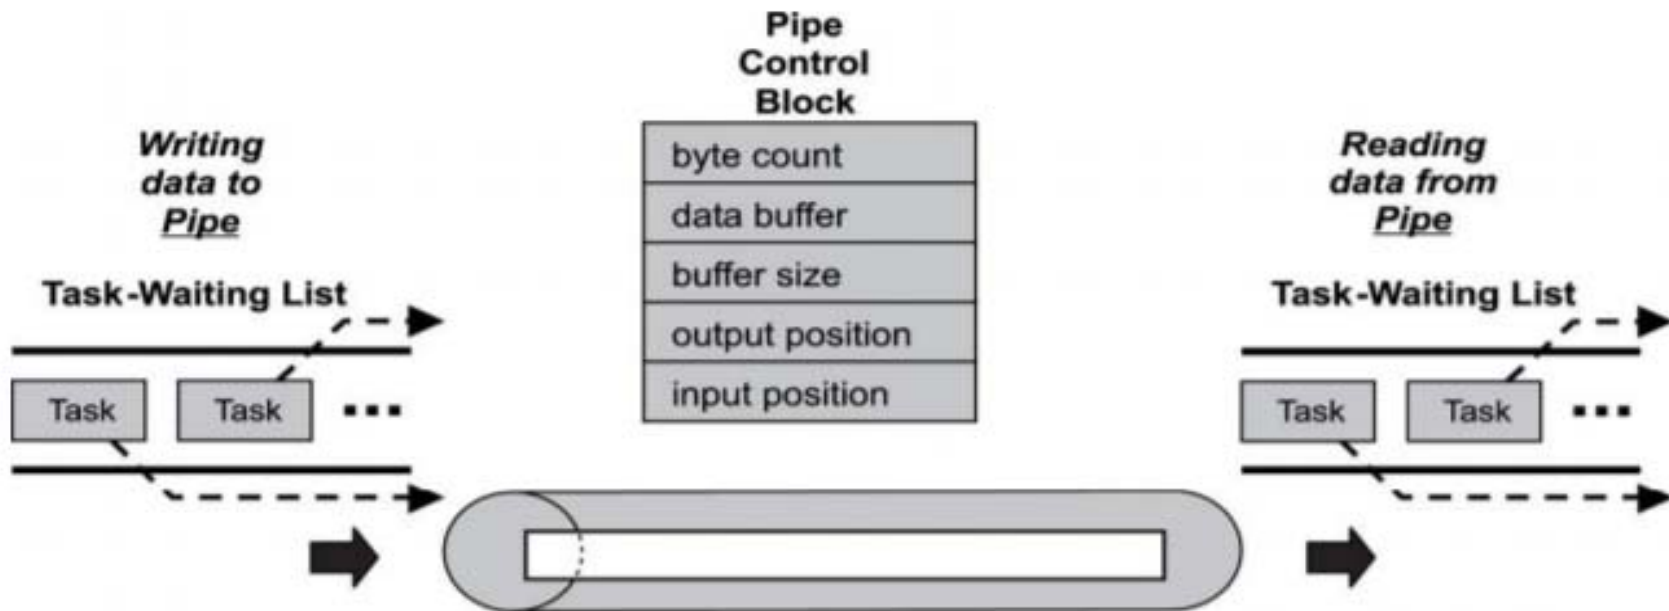 Pipe
Control
Block
Writing
data to
Pipe
Task-Waiting List
Task
Task
...
byte count
data buffer
buffer size
output position
input position
Reading
data from
Pipe
Task-Waiting List
Task
Task
...